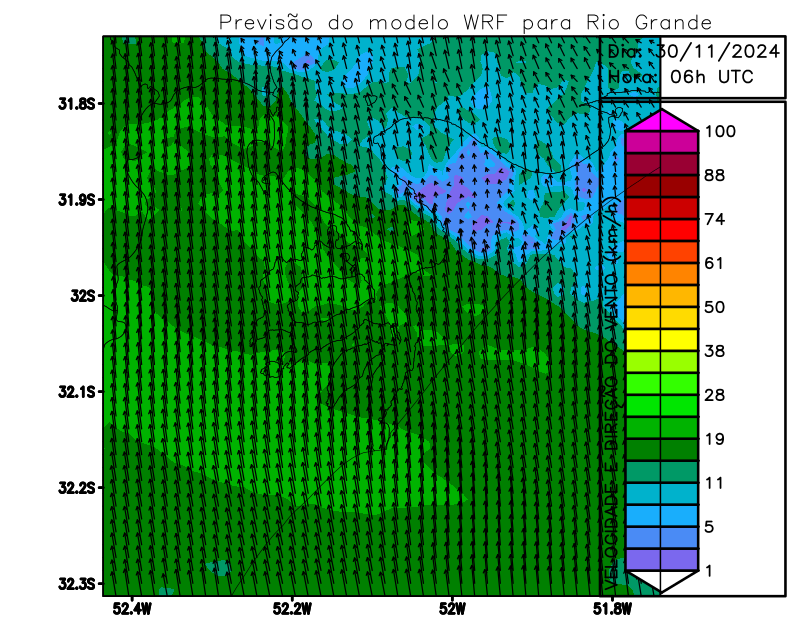 Previsão do modelo WRF para Rio Grande
Dia: 30/11/2024
Hora: 06h UTC
31.8S
31.9S
32S
32.1S
32.2S
32.3S
52.4W
52.2W
52W
51.8W
VELOCIDADE E DIREÇÃO DO VENTO (km/h)
100
88
74
61
50
38
28
19
11
5
1